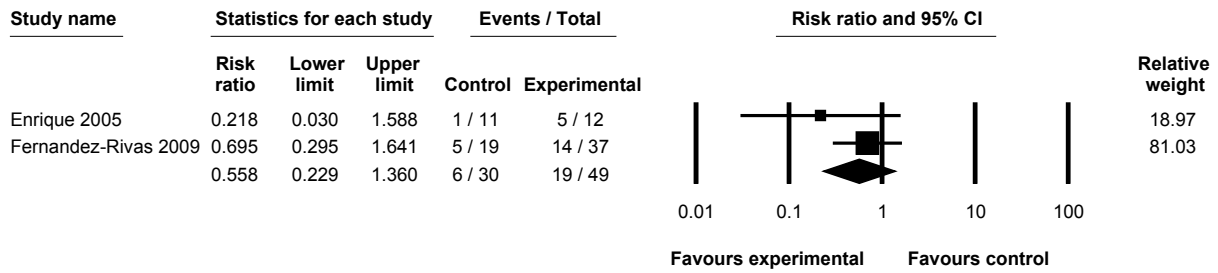 Study name Statistics for each study Events / Total Risk ratio and 95% CI
Risk ratio Lower limit Upper limit Control Experimental Relative weight
Enrique 2005 0.218 0.030 1.588 1 / 11 5 / 12 18.97
Fernandez-Rivas 2009 0.695 0.295 1.641 5 / 19 14 / 37 81.03
0.558 0.229 1.360 6 / 30 19 / 49
0.01 0.1 1 10 100
Favours experimental Favours control